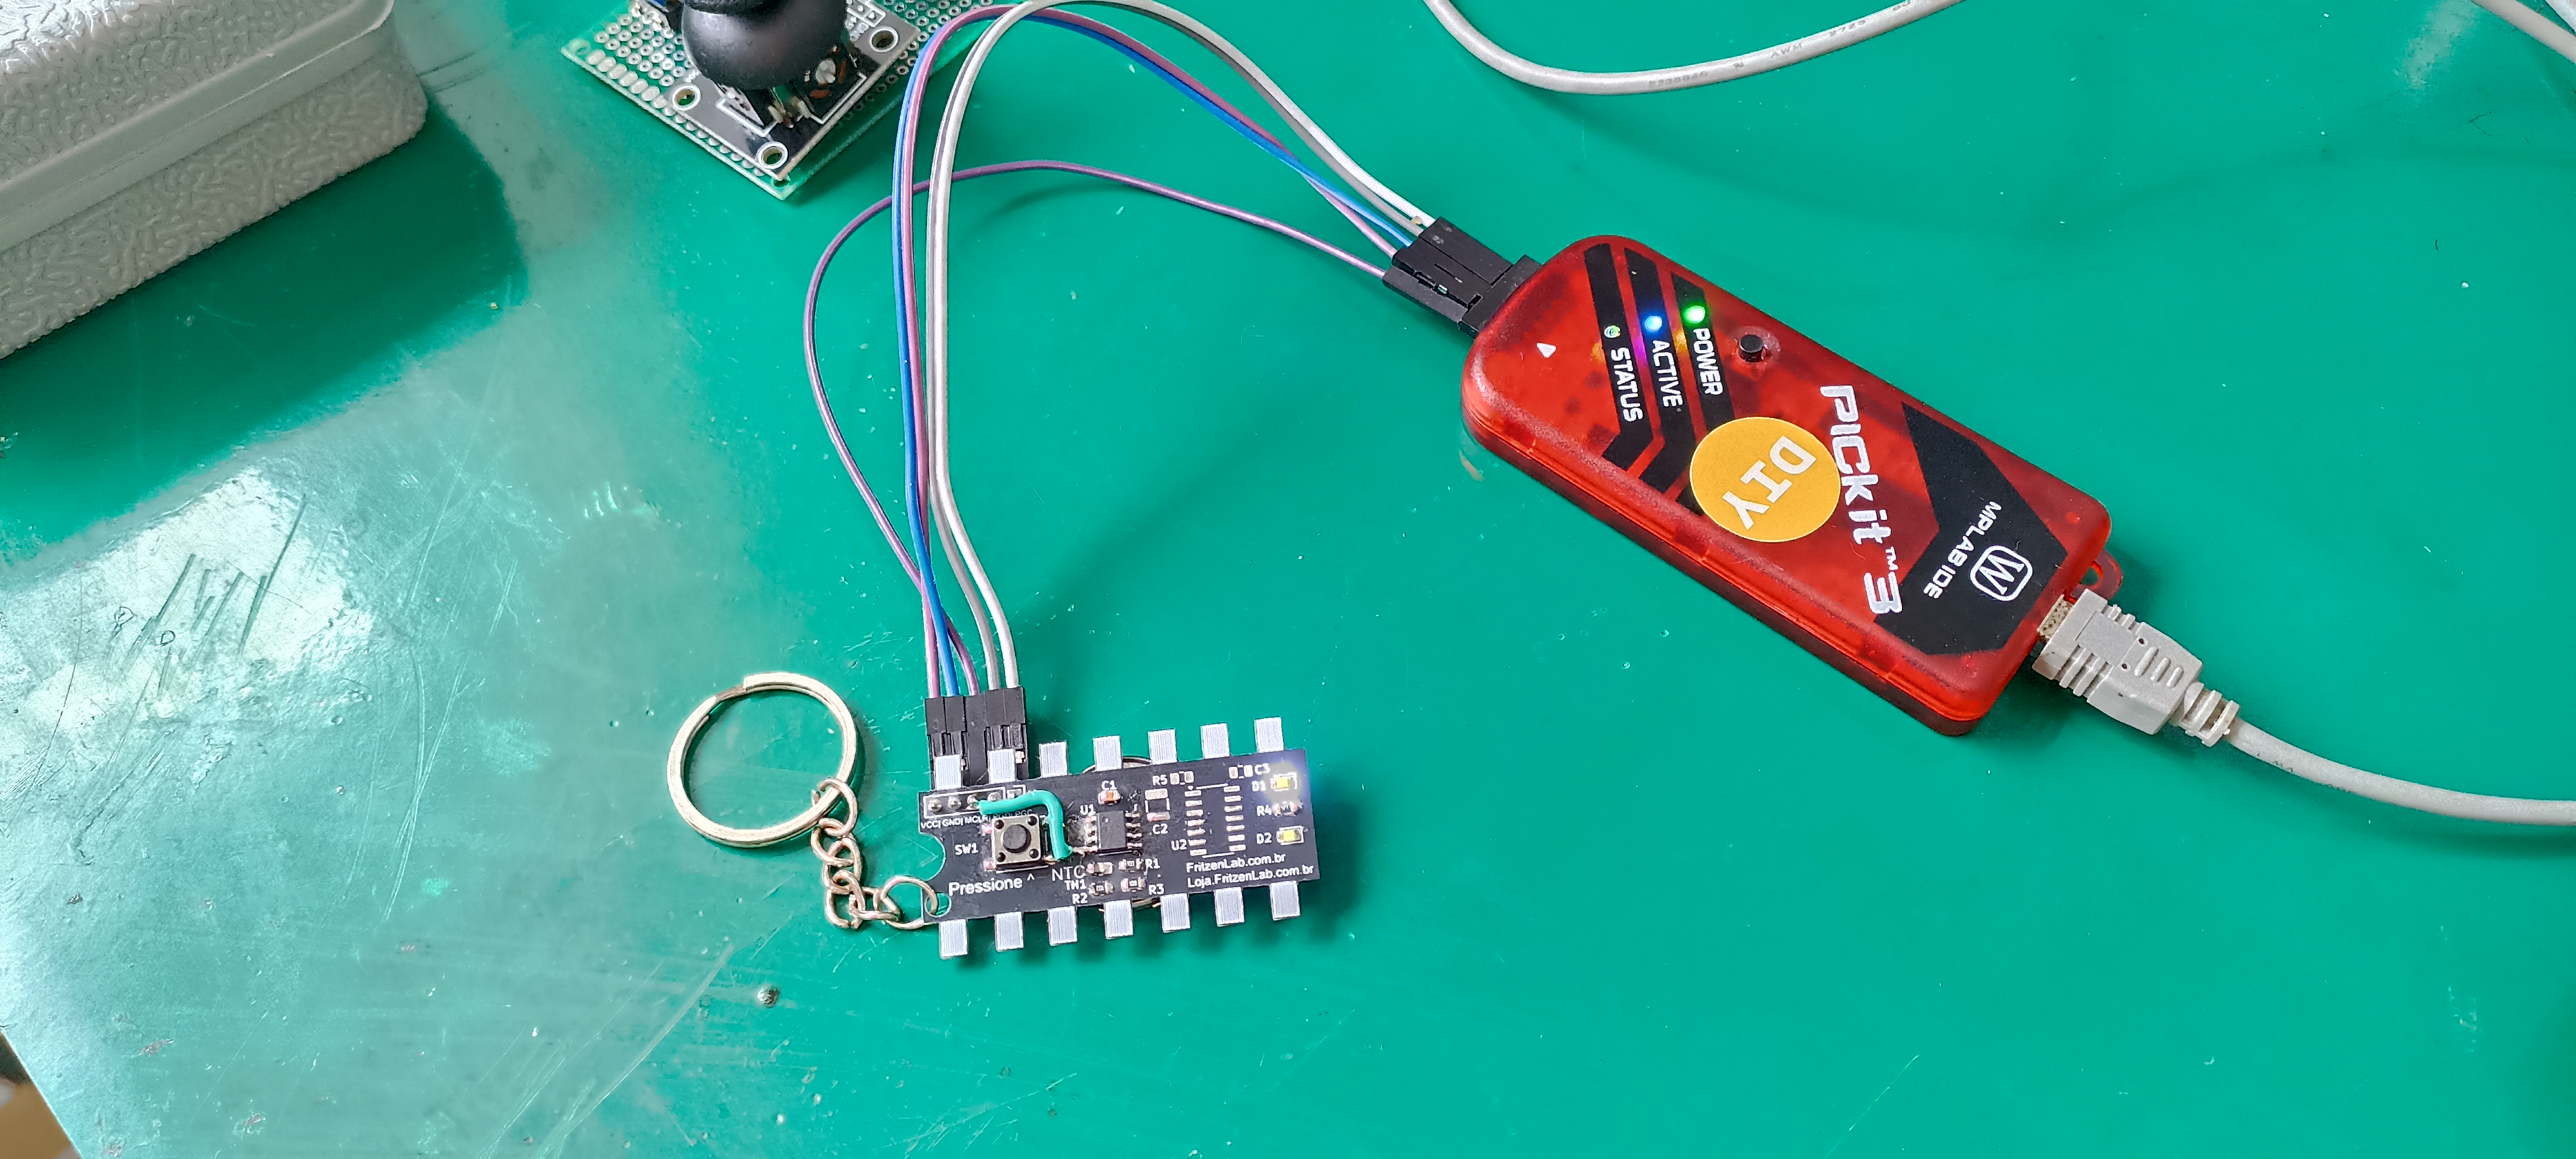 POWER
ACTIVE
STATUS
PICkit™3
DIY
MPLAB IDE
W
VCC| GND| MCLR
SW1
Pressione ^
NTC
TH1
R2
U1
C1
R5
C2
R1
R3
U2
C3
D1
R4
D2
FritzenLab.com.br
Loja.FritzenLab.com.br